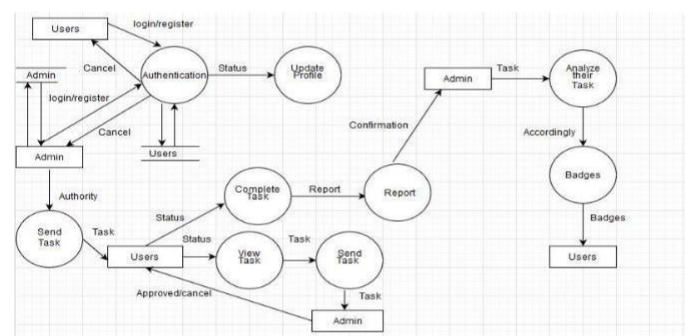 Users
login/register
Cancel
Authentication
Status
Update
Profile
Admin
login/register
Cancel
Users
Admin
Authority
Send
Task
Task
Users
Status
Complete
Task
Report
Report
Confirmation
Admin
Task
Analyze
their
Task
Accordingly
Badges
Badges
Users
Status
View
Task
Task
Send
Task
Task
Approved/cancel
Admin